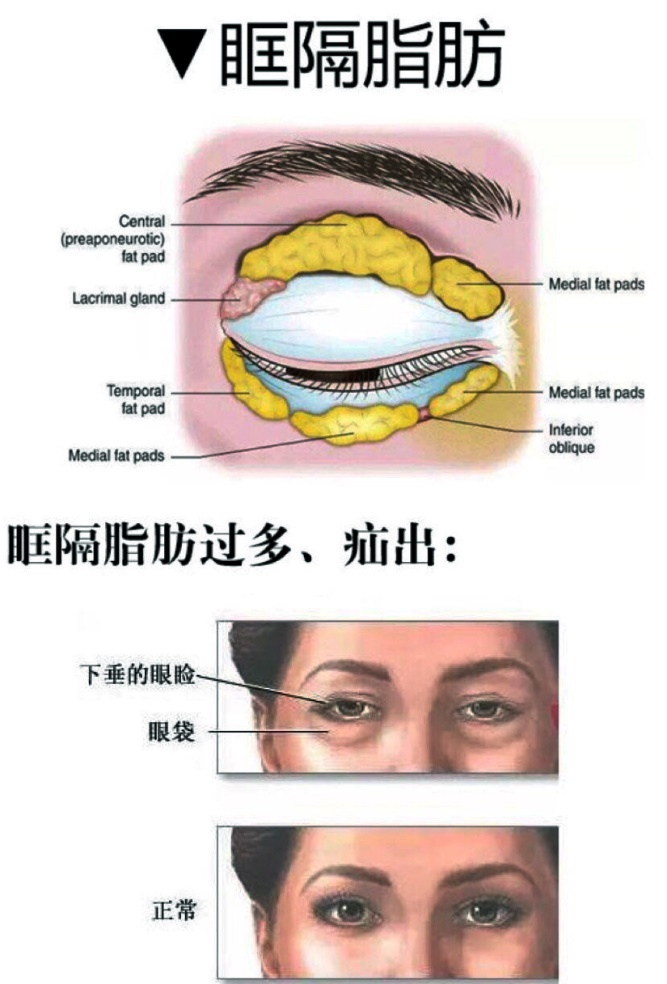 ▼眶隔脂肪
Central
(preaponeurotic)
fat pad
Medial fat pads
Lacrimal gland
Temporal
fat pad
Medial fat pads
Medial fat pads
Inferior
oblique
眶隔脂肪过多、疝出：
下垂的眼睑
眼袋
正常